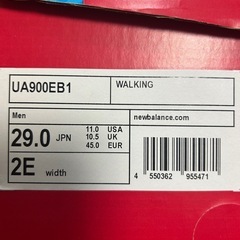 UA900EB1
WALKING
Men
newbalance.com
29.0 JPN
11.0 USA
10.5 UK
45.0 EUR
2E width
4 550362 955471